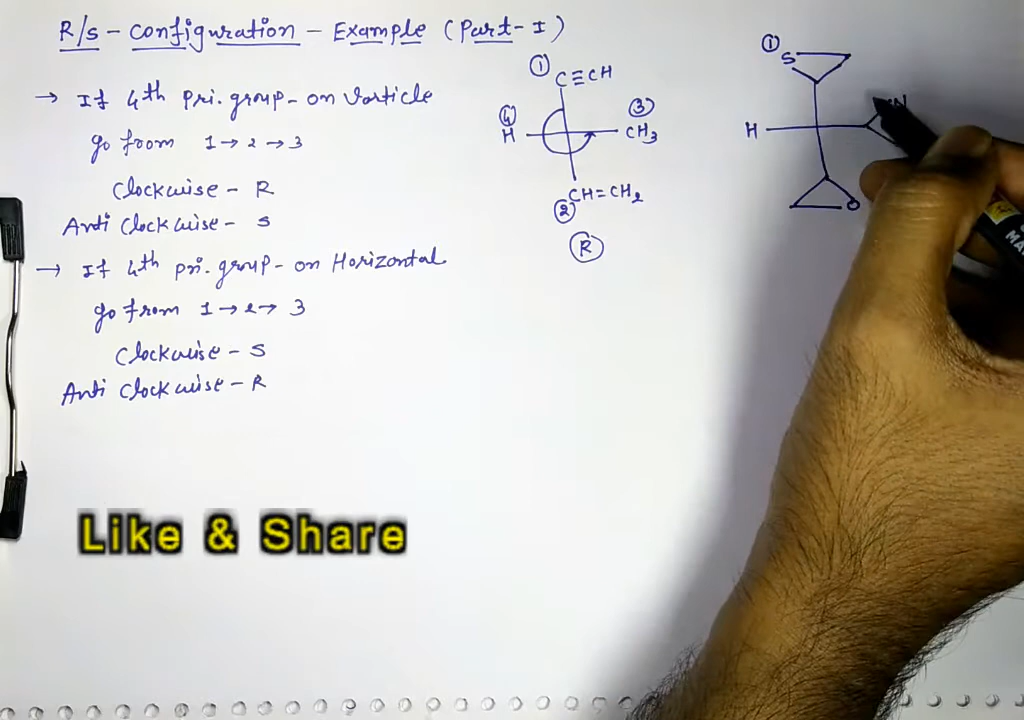 R/S - Configuration - Example (Part-I)
→ If 4th pri. group - on Varticle
go from 1→2→3
Clockwise - R
Anti Clockwise - S
→ If 4th pri. group - on Horizontal
go from 1→2→3
Clockwise - S
Anti Clockwise - R
① C≡CH
④ H
③ CH3
② CH=CH2
R
① S
H
O
Like & Share